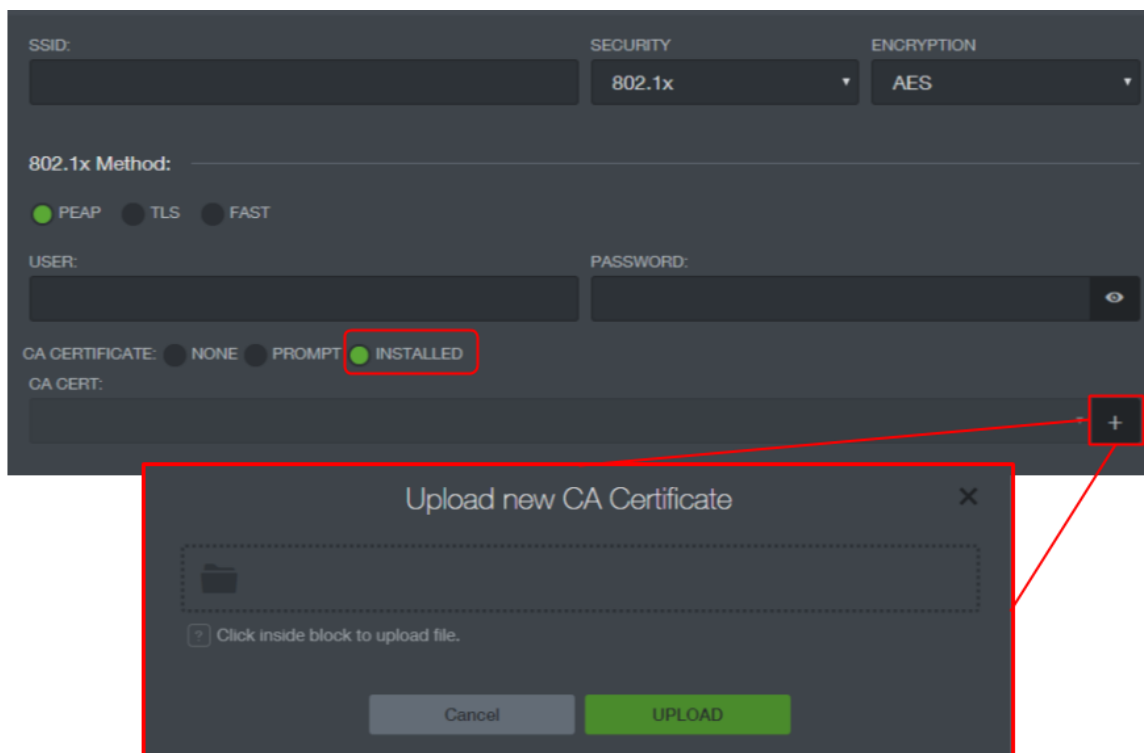 SSID: SECURITY ENCRYPTION
802.1x AES
802.1x Method:
PEAP TLS FAST
USER: PASSWORD:
CA CERTIFICATE: NONE PROMPT INSTALLED
CA CERT:
+
Upload new CA Certificate
? Click inside block to upload file.
Cancel UPLOAD